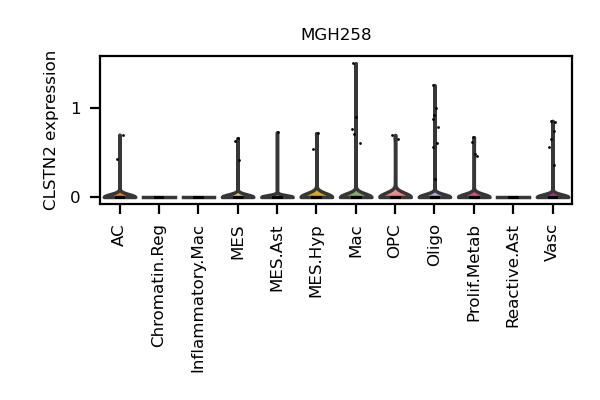 MGH258
CLSTN2 expression
1
0
AC
Chromatin.Reg
Inflammatory.Mac
MES
MES.Ast
MES.Hyp
Mac
OPC
Oligo
Prolif.Metab
Reactive.Ast
Vasc